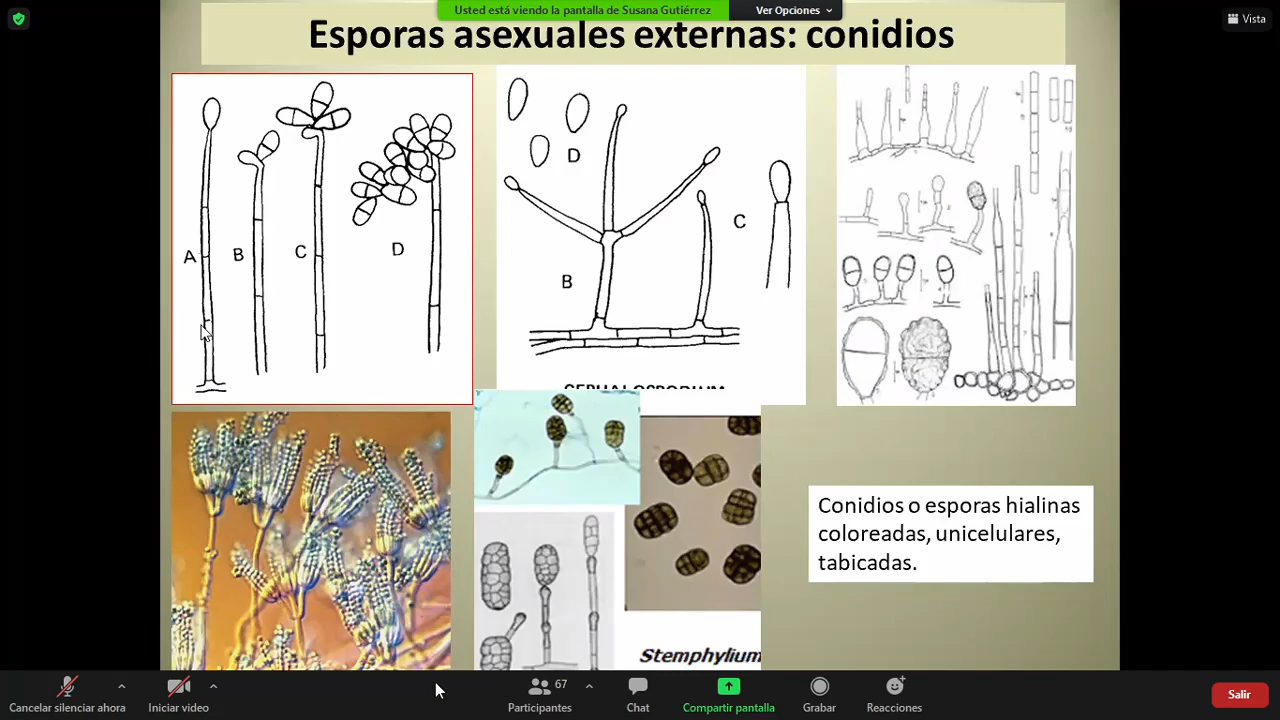 Usted está viendo la pantalla de Susana Gutiérrez
Ver Opciones
Vista
Esporas asexuales externas: conidios
A
B
C
D
D
C
B
CEPHALOSPORIUM
Conidios o esporas hialinas
coloreadas, unicelulares,
tabicadas.
Stemphylium
Cancelar silenciar ahora
Iniciar video
67
Participantes
Chat
Compartir pantalla
Grabar
Reacciones
Salir